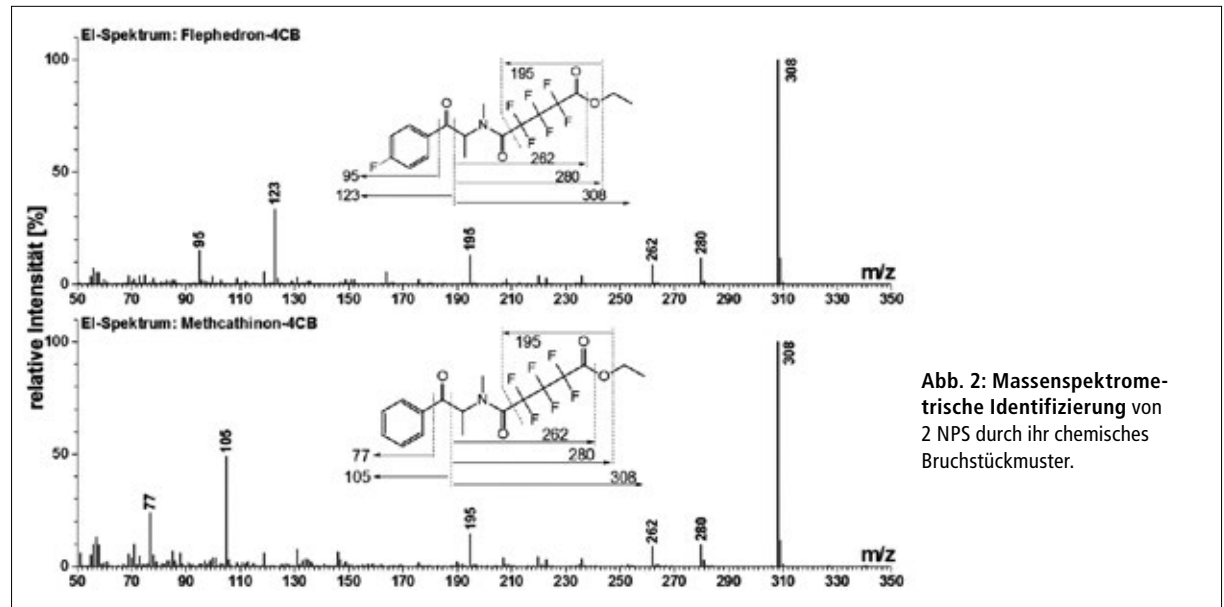 EI-Spektrum: Flephedron-4CB
100
308
195
O
F
F
F
O
O
N
F
F
F
F
O
262
280
308
95
123
50
123
95
195
262
280
0
m/z
50 70 90 110 130 150 170 190 210 230 250 270 290 310 330 350
relative Intensität [%]
EI-Spektrum: Methcathinon-4CB
100
308
195
O
F
F
F
O
O
N
F
F
F
O
262
280
308
77
105
50
105
77
195
262
280
0
m/z
50 70 90 110 130 150 170 190 210 230 250 270 290 310 330 350
Abb. 2: Massenspektrome-
trische Identifizierung von
2 NPS durch ihr chemisches
Bruchstückmuster.